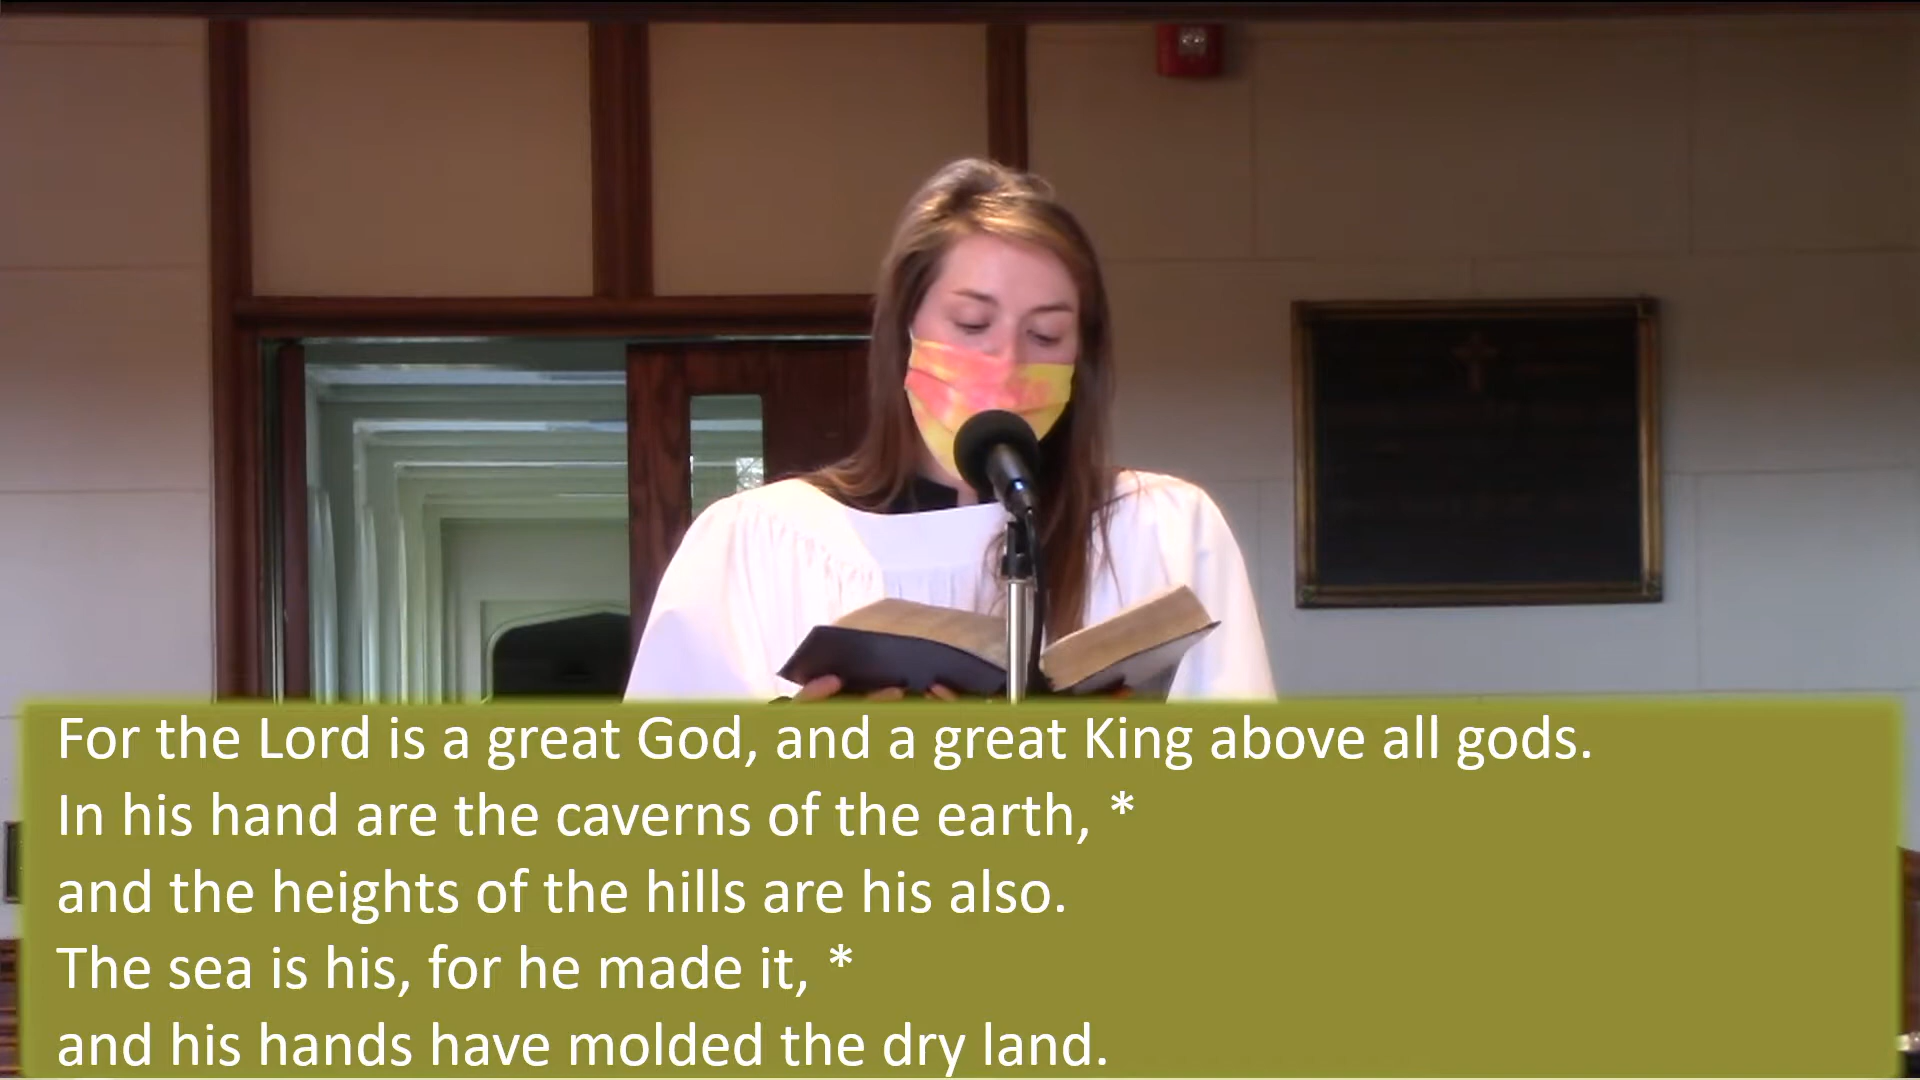 For the Lord is a great God, and a great King above all gods.
In his hand are the caverns of the earth, *
and the heights of the hills are his also.
The sea is his, for he made it, *
and his hands have molded the dry land.